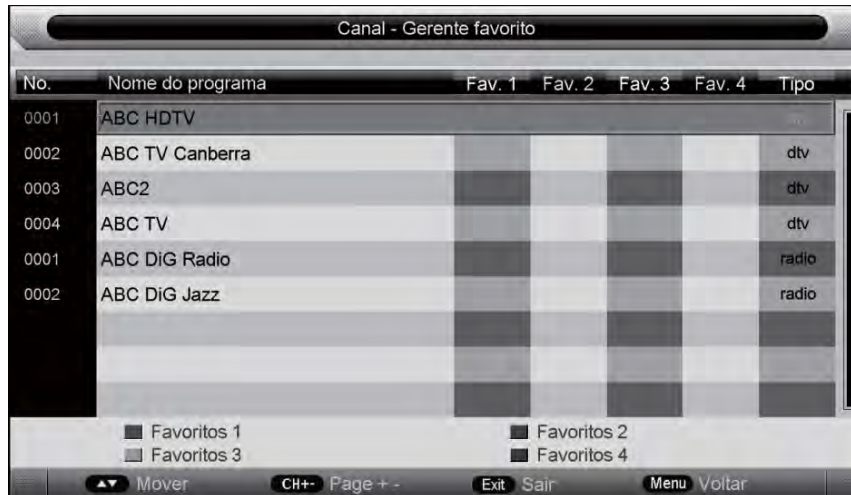 Canal - Gerente favorito
No. Nome do programa Fav. 1 Fav. 2 Fav. 3 Fav. 4 Tipo
0001 ABC HDTV
0002 ABC TV Canberra dtv
0003 ABC2 dtv
0004 ABC TV dtv
0001 ABC DiG Radio radio
0002 ABC DiG Jazz radio
Favoritos 1 Favoritos 2
Favoritos 3 Favoritos 4
Mover CH+- Page + - Exit Sair Menu Voltar